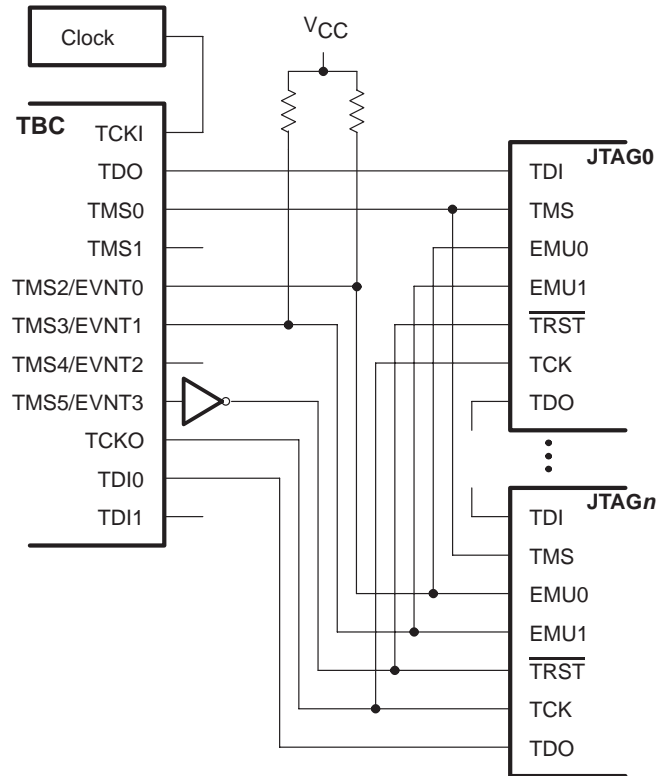 Clock
VCC
TBC
TCKI
TDO
TMS0
TMS1
TMS2/EVNT0
TMS3/EVNT1
TMS4/EVNT2
TMS5/EVNT3
TCKO
TDI0
TDI1
JTAG0
TDI
TMS
EMU0
EMU1
TRST
TCK
TDO
JTAGn
TDI
TMS
EMU0
EMU1
TRST
TCK
TDO